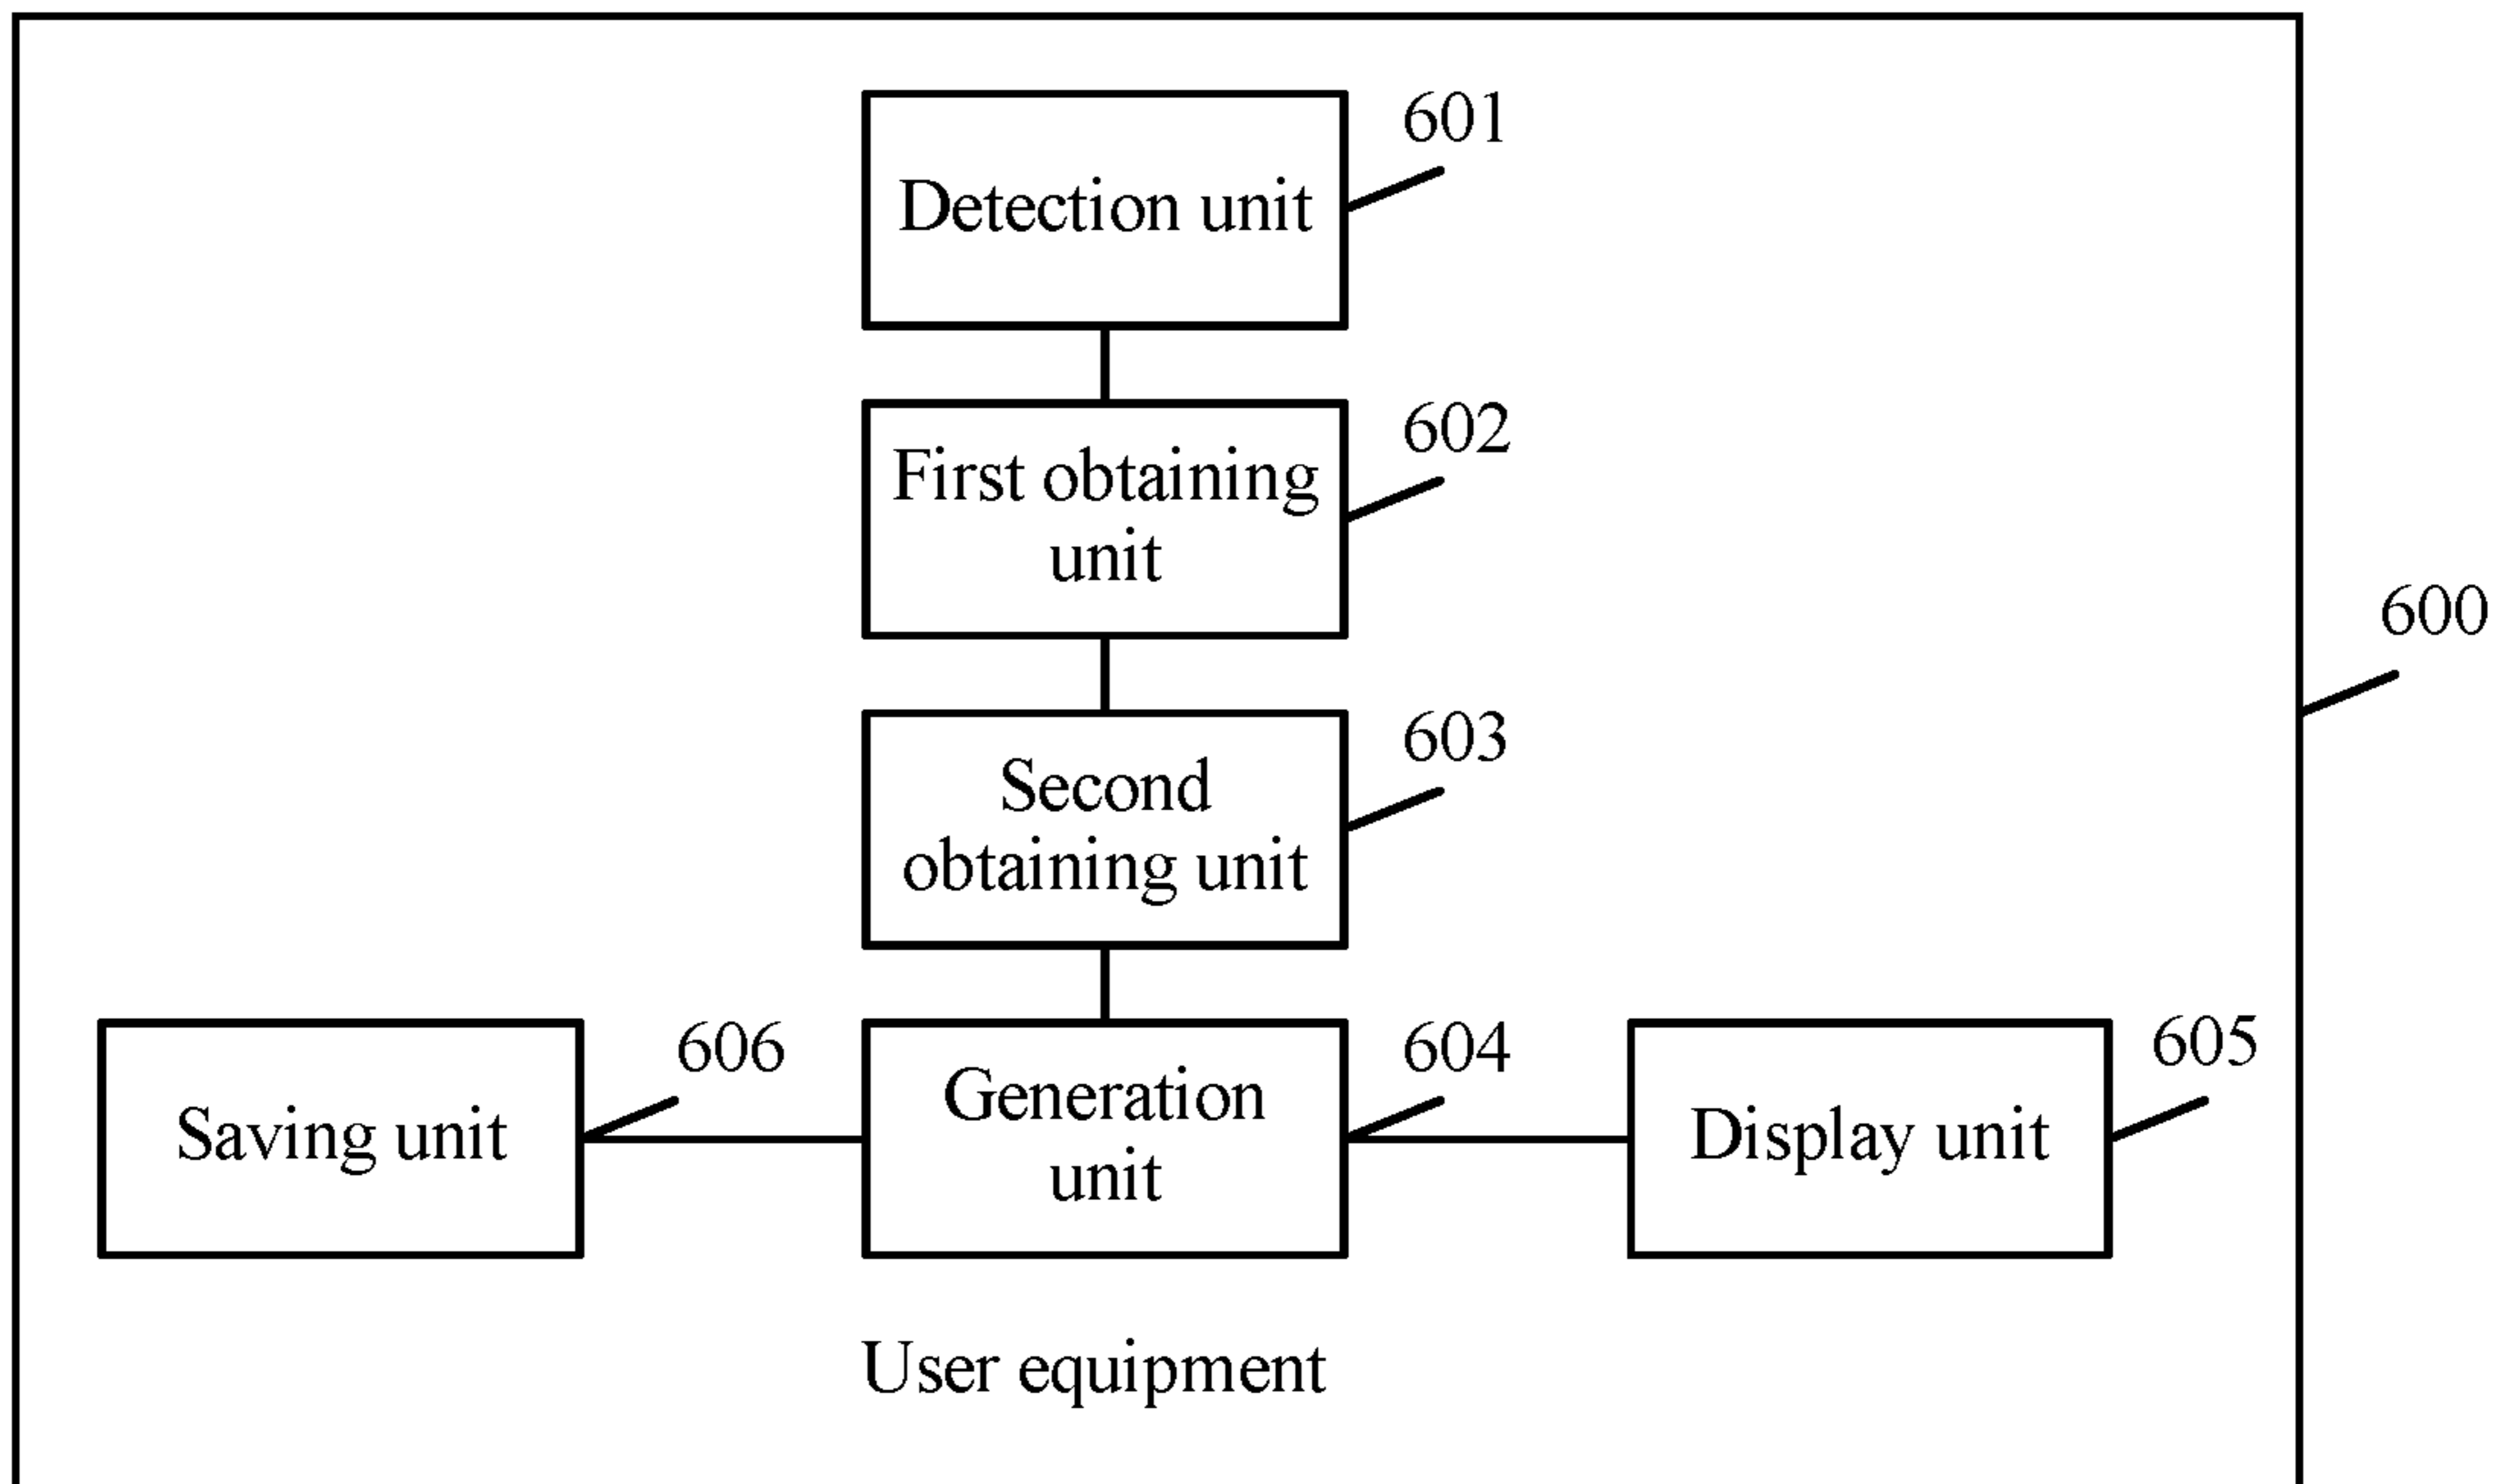 601
Detection unit
602
First obtaining
unit
600
603
Second
obtaining unit
606
604
605
Saving unit
Generation
unit
Display unit
User equipment